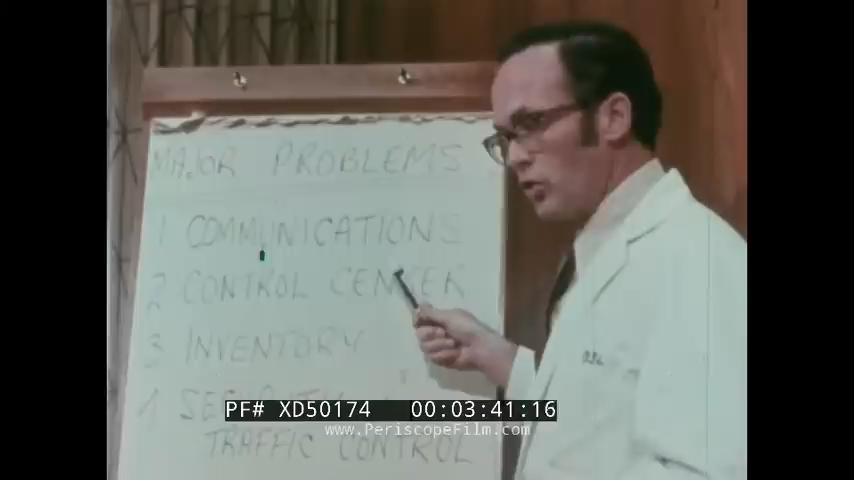 MAJOR PROBLEMS
1 COMMUNICATIONS
2 CONTROL CENTER
3 INVENTORY
4
PF# XD50174 00:03:41:16
www.PeriscopeFilm.com
TRAFFIC CONTROL